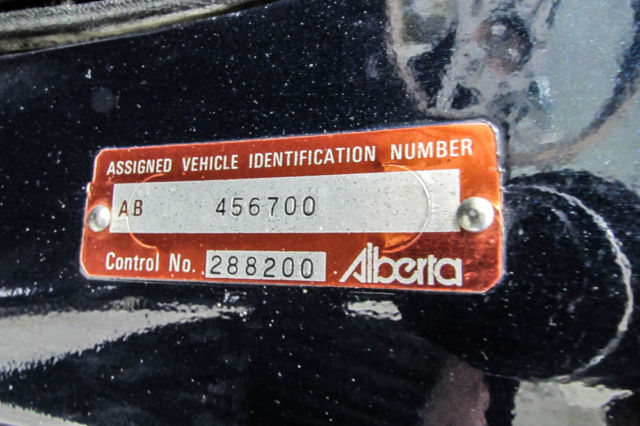 ASSIGNED VEHICLE IDENTIFICATION NUMBER
AB 456700
Control No. 288200 Alberta